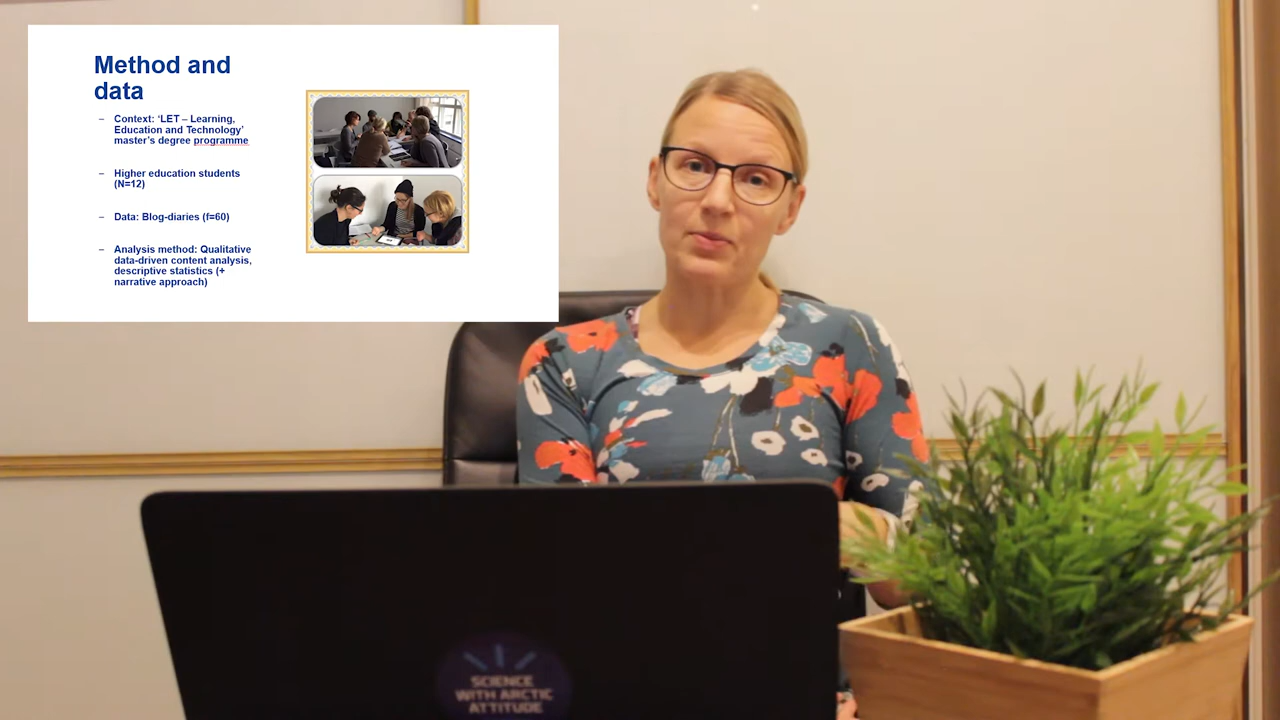 Method and
data
– Context: ‘LET – Learning,
Education and Technology’
master’s degree programme
– Higher education students
(N=12)
– Data: Blog-diaries (f=60)
– Analysis method: Qualitative
data-driven content analysis,
descriptive statistics (+
narrative approach)
SCIENCE
WITH ARCTIC
ATTITUDE